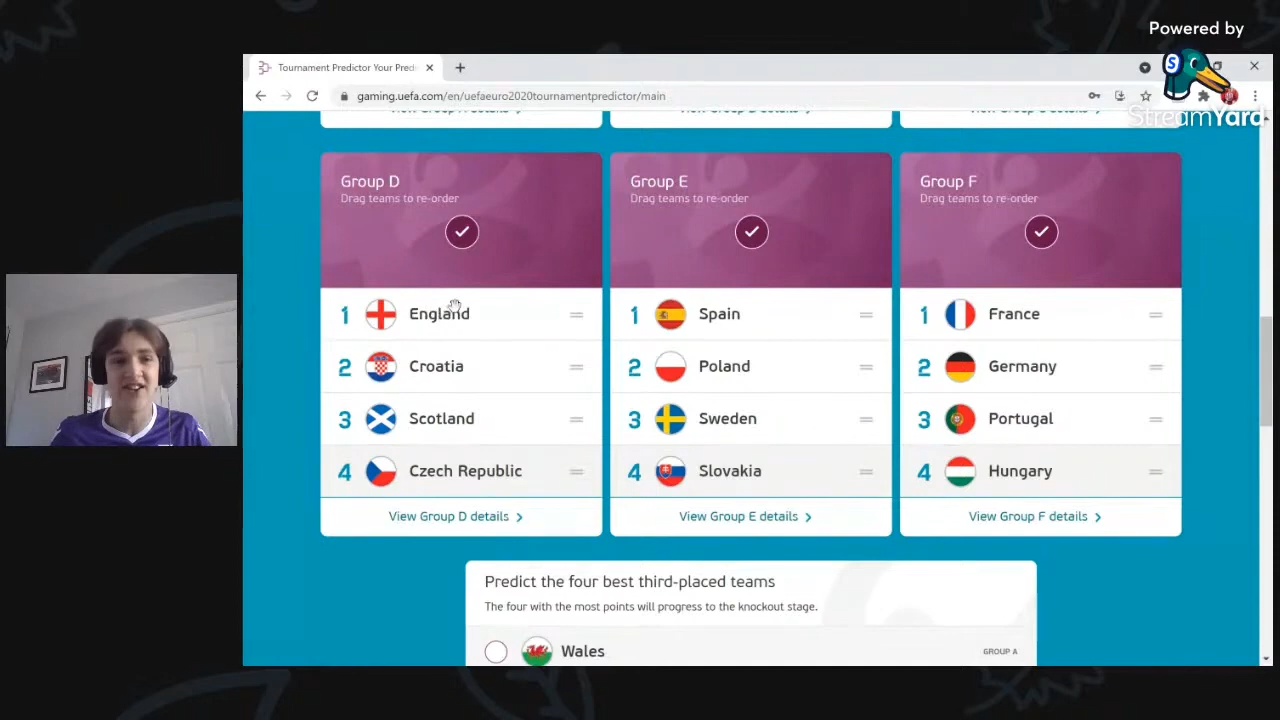 Powered by
StreamYard
Tournament Predictor Your Pred
gaming.uefa.com/en/uefaeuro2020tournamentpredictor/main
Group D
Drag teams to re-order
1 England
2 Croatia
3 Scotland
4 Czech Republic
View Group D details
Group E
Drag teams to re-order
1 Spain
2 Poland
3 Sweden
4 Slovakia
View Group E details
Group F
Drag teams to re-order
1 France
2 Germany
3 Portugal
4 Hungary
View Group F details
Predict the four best third-placed teams
The four with the most points will progress to the knockout stage.
Wales
GROUP A